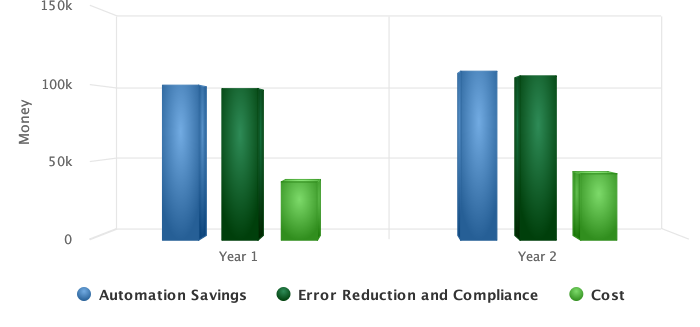 150k
100k
50k
0
Money
Year 1
Year 2
Automation Savings
Error Reduction and Compliance
Cost